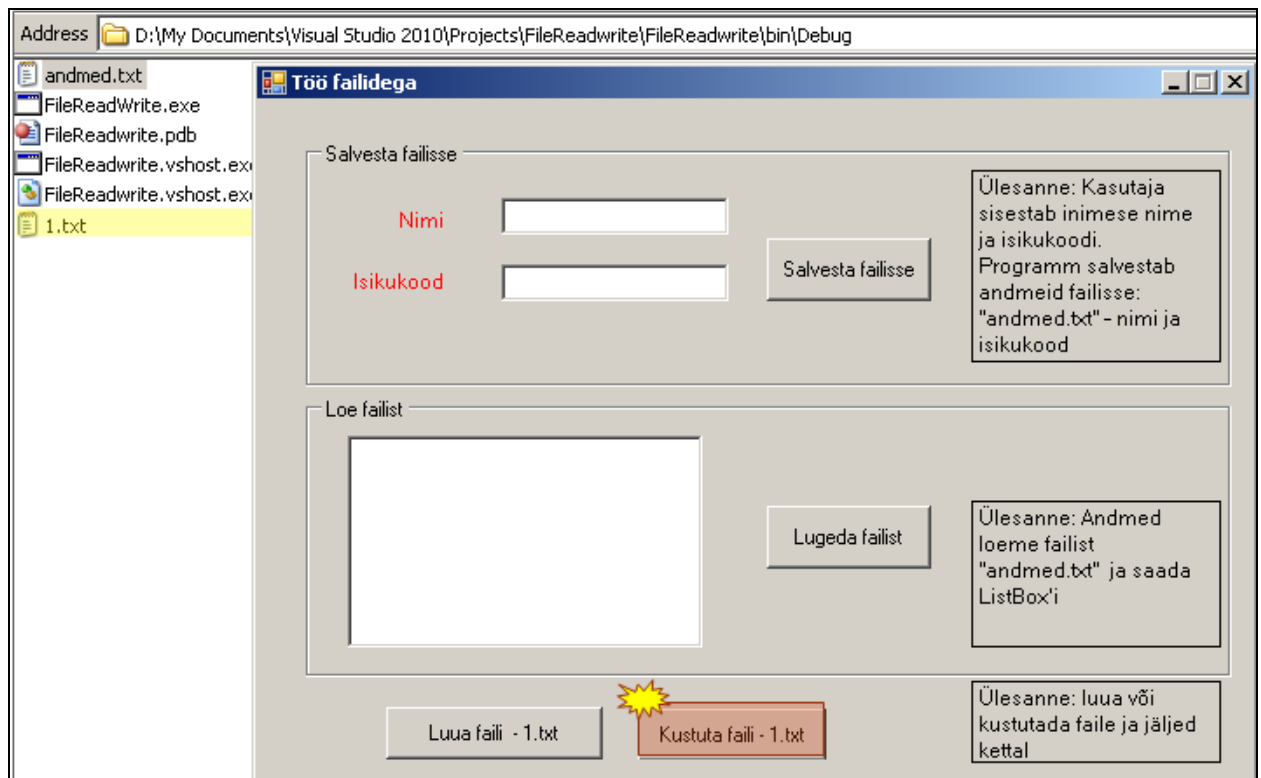 Address D:\My Documents\Visual Studio 2010\Projects\FileReadwrite\FileReadwrite\bin\Debug
andmed.txt
FileReadWrite.exe
FileReadwrite.pdb
FileReadwrite.vshost.exe
FileReadwrite.vshost.exe
1.txt
Töö failidega
Salvesta failisse
Nimi
Isikukood
Salvesta failisse
Ülesanne: Kasutaja
sisestab inimese nime
ja isikukoodi.
Programm salvestab
andmeid failisse:
"andmed.txt" - nimi ja
isikukood
Loe failist
Lugeda failist
Ülesanne: Andmed
loeme failist
"andmed.txt" ja saada
ListBox'i
Luua faili - 1.txt
Kustuta faili - 1.txt
Ülesanne: luua või
kustutada faile ja jäljed
kettal